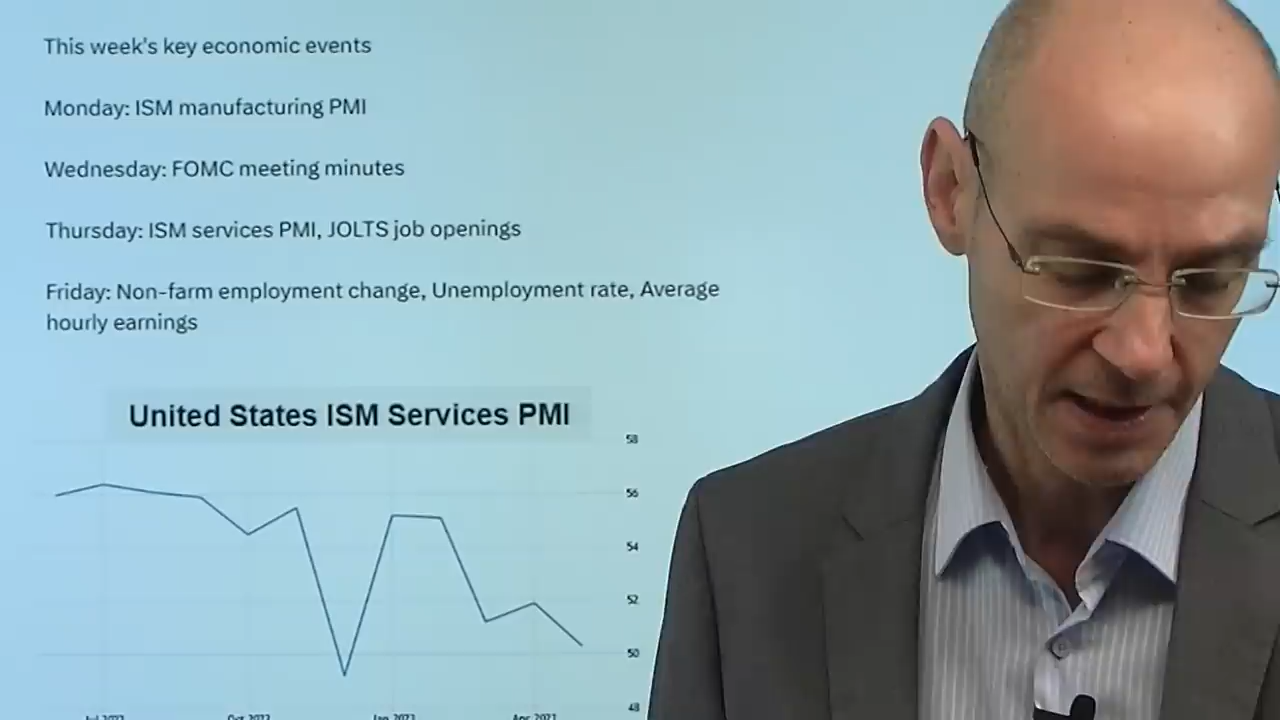 This week's key economic events
Monday: ISM manufacturing PMI
Wednesday: FOMC meeting minutes
Thursday: ISM services PMI, JOLTS job openings
Friday: Non-farm employment change, Unemployment rate, Average
hourly earnings
United States ISM Services PMI
58
56
54
52
50
48